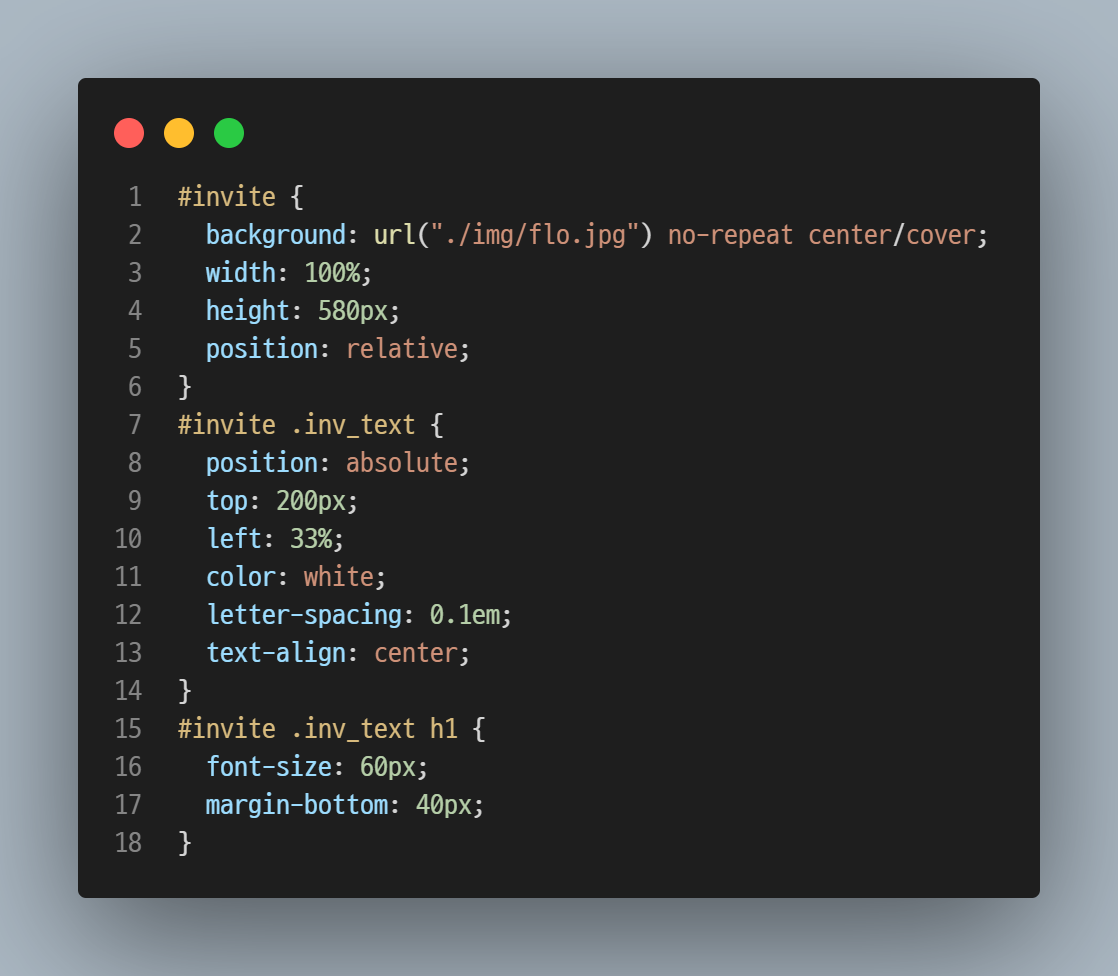 1 #invite {
2   background: url("./img/flo.jpg") no-repeat center/cover;
3   width: 100%;
4   height: 580px;
5   position: relative;
6 }
7 #invite .inv_text {
8   position: absolute;
9   top: 200px;
10   left: 33%;
11   color: white;
12   letter-spacing: 0.1em;
13   text-align: center;
14 }
15 #invite .inv_text h1 {
16   font-size: 60px;
17   margin-bottom: 40px;
18 }